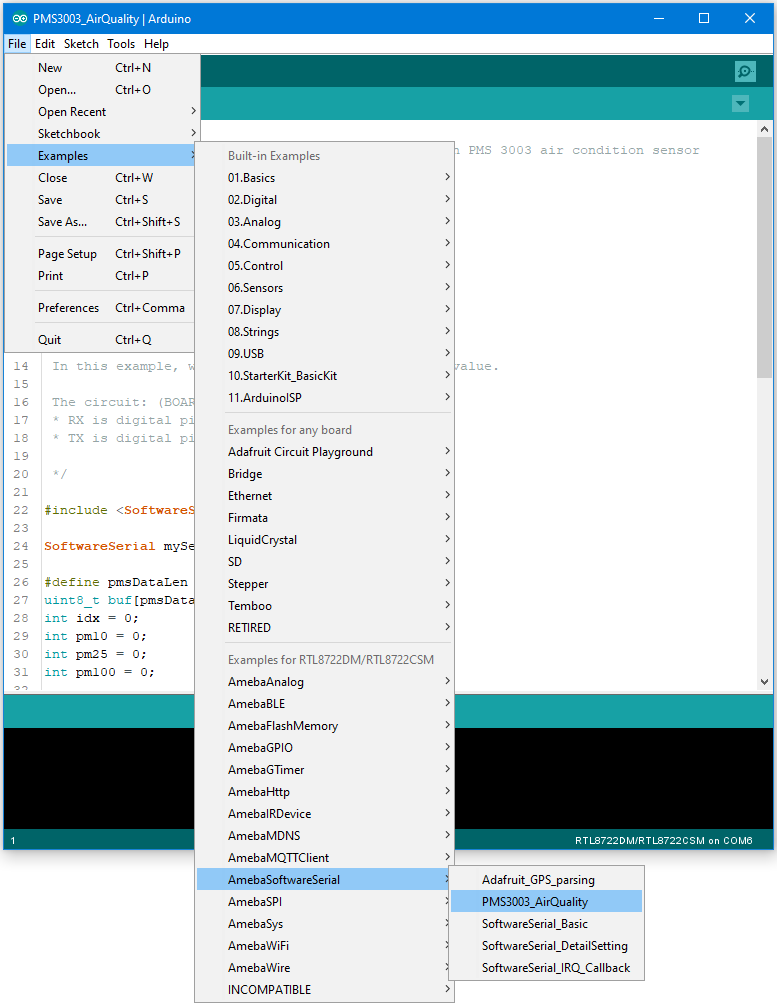 PMS3003_AirQuality | Arduino
File Edit Sketch Tools Help
New Ctrl+N
Open... Ctrl+O
Open Recent
Sketchbook
Examples
Close Ctrl+W
Save Ctrl+S
Save As... Ctrl+Shift+S
Page Setup Ctrl+Shift+P
Print Ctrl+P
Preferences Ctrl+Comma
Quit Ctrl+Q
Built-in Examples
01.Basics
02.Digital
03.Analog
04.Communication
05.Control
06.Sensors
07.Display
08.Strings
09.USB
10.StarterKit_BasicKit
11.ArduinoISP
Examples for any board
Adafruit Circuit Playground
Bridge
Ethernet
Firmata
LiquidCrystal
SD
Stepper
Temboo
RETIRED
Examples for RTL8722DM/RTL8722CSM
AmebaAnalog
AmebaBLE
AmebaFlashMemory
AmebaGPIO
AmebaGTimer
AmebaHttp
AmebaIRDevice
AmebaMDNS
AmebaMQTTClient
AmebaSoftwareSerial
AmebaSPI
AmebaSys
AmebaWiFi
AmebaWire
INCOMPATIBLE
Adafruit_GPS_parsing
PMS3003_AirQuality
SoftwareSerial_Basic
SoftwareSerial_DetailSetting
SoftwareSerial_IRQ_Callback
PMS 3003 air condition sensor
14 In this example, value.
15
16 The circuit: (BOAR
17 * RX is digital pi
18 * TX is digital pi
19
20 */
21
22 #include <SoftwareS
23
24 SoftwareSerial mySe
25
26 #define pmsDataLen
27 uint8_t buf[pmsData
28 int idx = 0;
29 int pm10 = 0;
30 int pm25 = 0;
31 int pm100 = 0;
1 RTL8722DM/RTL8722CSM on COM6